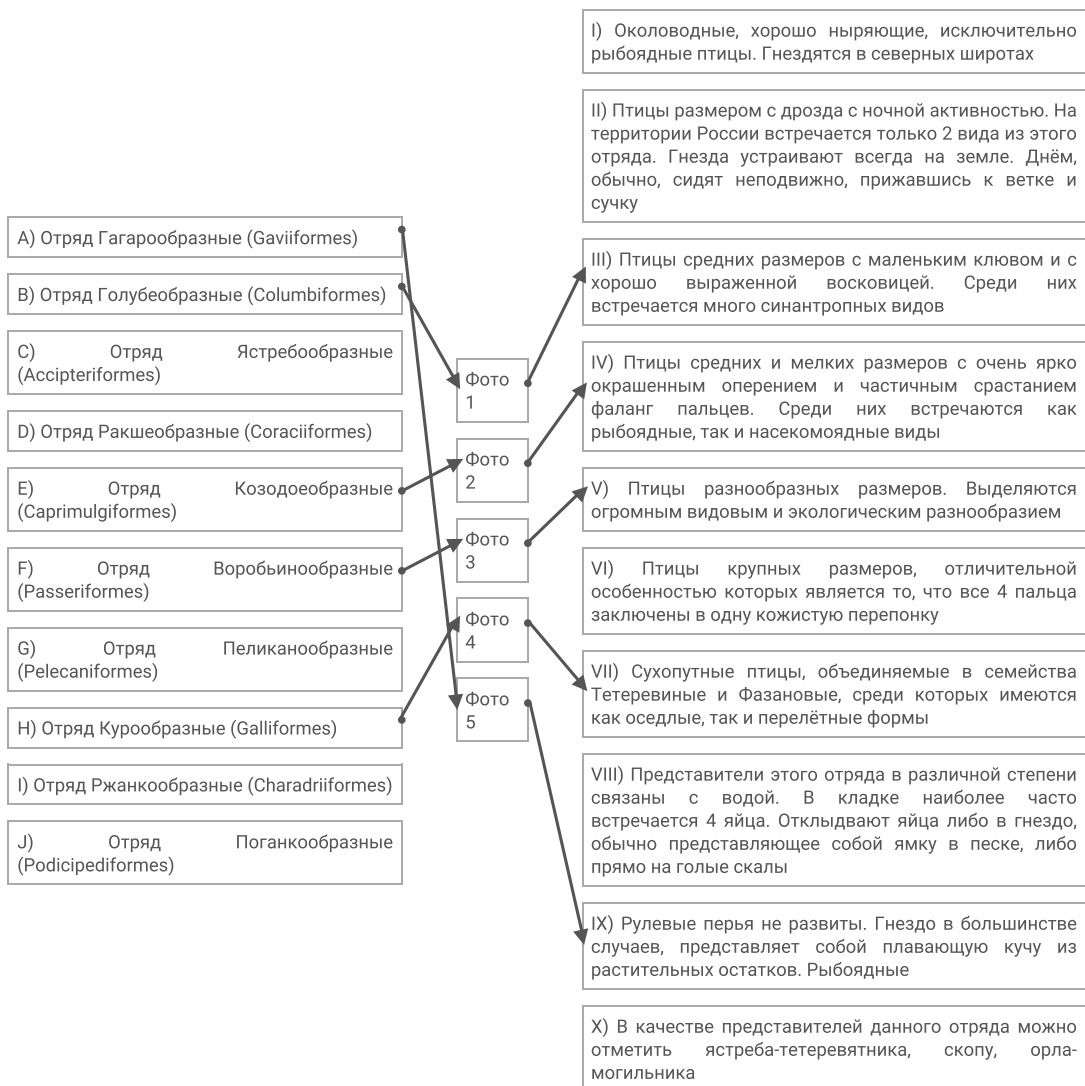 A) Отряд Гагарообразные (Gaviiformes)
B) Отряд Голубеобразные (Columbiformes)
C) Отряд Ястребообразные
(Accipteriformes)
D) Отряд Ракшеобразные (Coraciiformes)
E) Отряд Козодоеобразные
(Caprimulgiformes)
F) Отряд Воробьинообразные
(Passeriformes)
G) Отряд Пеликанообразные
(Pelecaniformes)
H) Отряд Курообразные (Galliformes)
I) Отряд Ржанкообразные (Charadriiformes)
J) Отряд Поганкообразные
(Podicipediformes)
Фото
1
Фото
2
Фото
3
Фото
4
Фото
5
I) Околоводные, хорошо ныряющие, исключительно
рыбоядные птицы. Гнездятся в северных широтах
II) Птицы размером с дрозда с ночной активностью. На
территории России встречается только 2 вида из этого
отряда. Гнезда устраивают всегда на земле. Днём,
обычно, сидят неподвижно, прижавшись к ветке и
сучку
III) Птицы средних размеров с маленьким клювом и с
хорошо выраженной восковицей. Среди них
встречается много синантропных видов
IV) Птицы средних и мелких размеров с очень ярко
окрашенным оперением и частичным срастанием
фаланг пальцев. Среди них встречаются как
рыбоядные, так и насекомоядные виды
V) Птицы разнообразных размеров. Выделяются
огромным видовым и экологическим разнообразием
VI) Птицы крупных размеров, отличительной
особенностью которых является то, что все 4 пальца
заключены в одну кожистую перепонку
VII) Сухопутные птицы, объединяемые в семейства
Тетеревиные и Фазановые, среди которых имеются
как оседлые, так и перелётные формы
VIII) Представители этого отряда в различной степени
связаны с водой. В кладке наиболее часто
встречается 4 яйца. Отклыдвают яйца либо в гнездо,
обычно представляющее собой ямку в песке, либо
прямо на голые скалы
IX) Рулевые перья не развиты. Гнездо в большинстве
случаев, представляет собой плавающую кучу из
растительных остатков. Рыбоядные
X) В качестве представителей данного отряда можно
отметить ястреба-тетеревятника, скопу, орла-
могильника